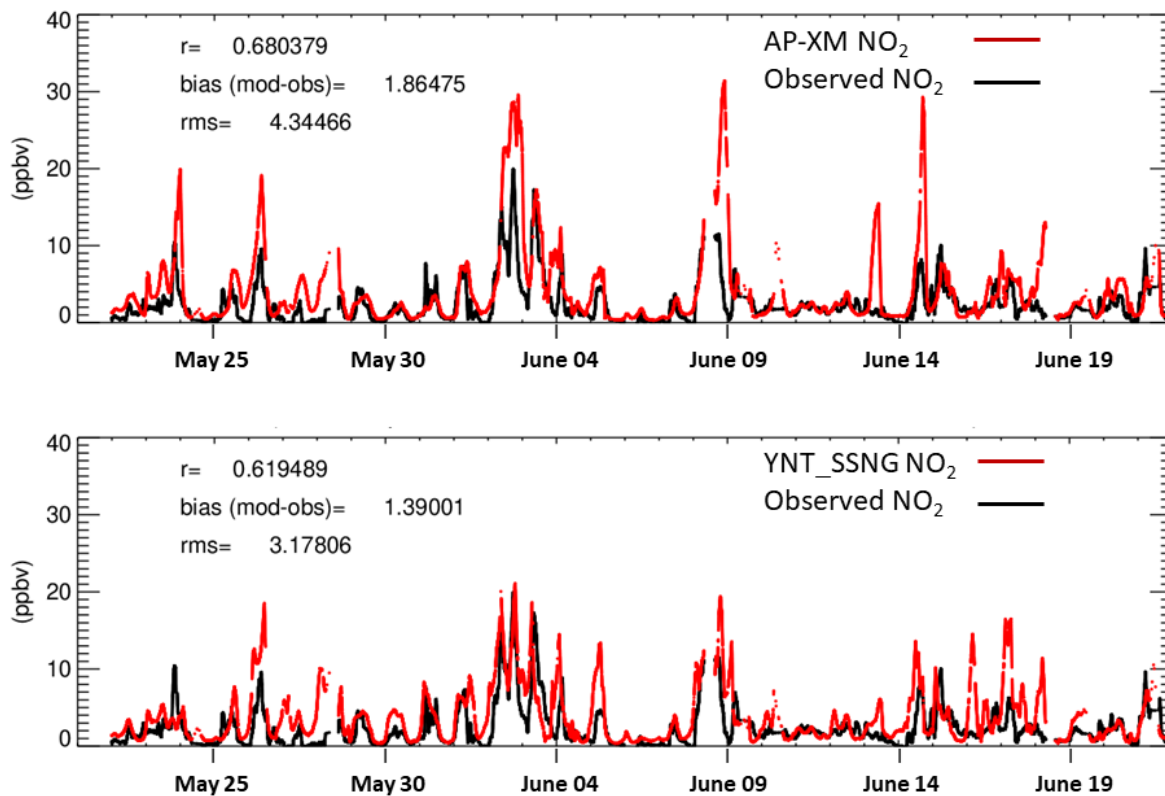 40
30
20
10
0
(ppbv)
r= 0.680379
bias (mod-obs)= 1.86475
rms= 4.34466
AP-XM NO₂
Observed NO₂
May 25 May 30 June 04 June 09 June 14 June 19
40
30
20
10
0
(ppbv)
r= 0.619489
bias (mod-obs)= 1.39001
rms= 3.17806
YNT_SSNG NO₂
Observed NO₂
May 25 May 30 June 04 June 09 June 14 June 19